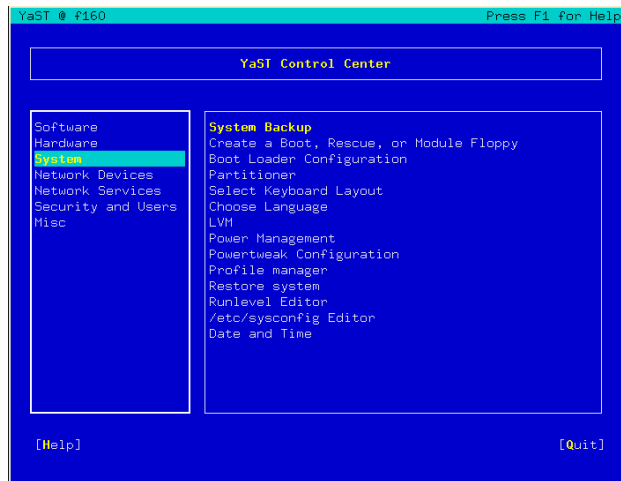 YaST @ f160 Press F1 for Help
YaST Control Center
Software
Hardware
System
Network Devices
Network Services
Security and Users
Misc
System Backup
Create a Boot, Rescue, or Module Floppy
Boot Loader Configuration
Partitioner
Select Keyboard Layout
Choose Language
LVM
Power Management
Powertweak Configuration
Profile manager
Restore system
Runlevel Editor
/etc/sysconfig Editor
Date and Time
[Help] [Quit]